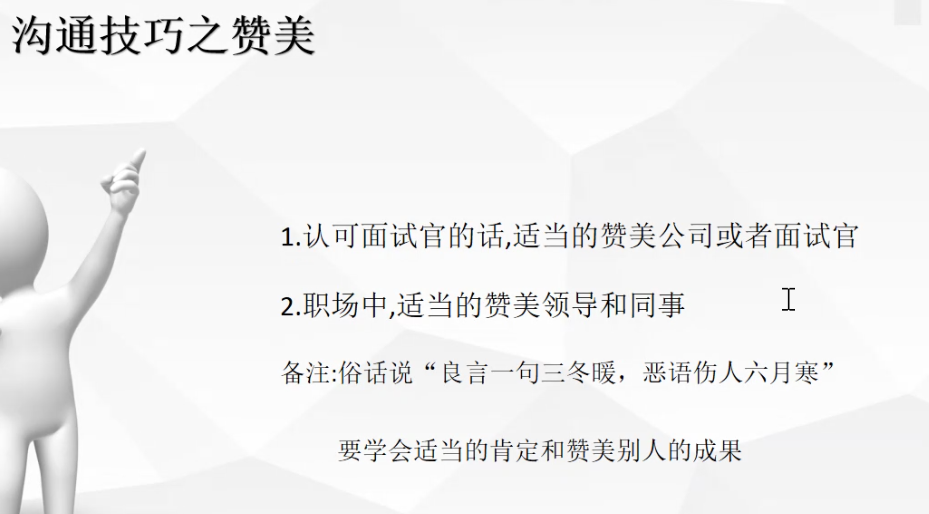 沟通技巧之赞美
1.认可面试官的话,适当的赞美公司或者面试官
2.职场中,适当的赞美领导和同事
备注:俗话说“良言一句三冬暖，恶语伤人六月寒”
要学会适当的肯定和赞美别人的成果